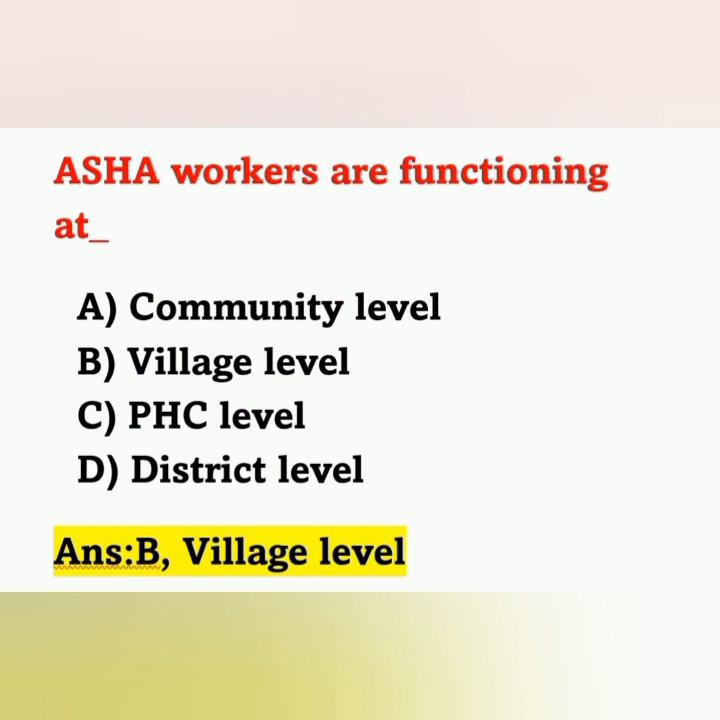 ASHA workers are functioning
at_
A) Community level
B) Village level
C) PHC level
D) District level
Ans:B, Village level